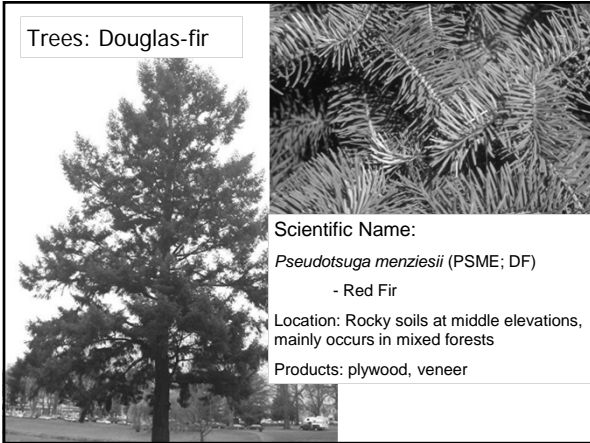 Trees: Douglas-fir
Scientific Name:
Pseudotsuga menziesii (PSME; DF)
- Red Fir
Location: Rocky soils at middle elevations,
mainly occurs in mixed forests
Products: plywood, veneer